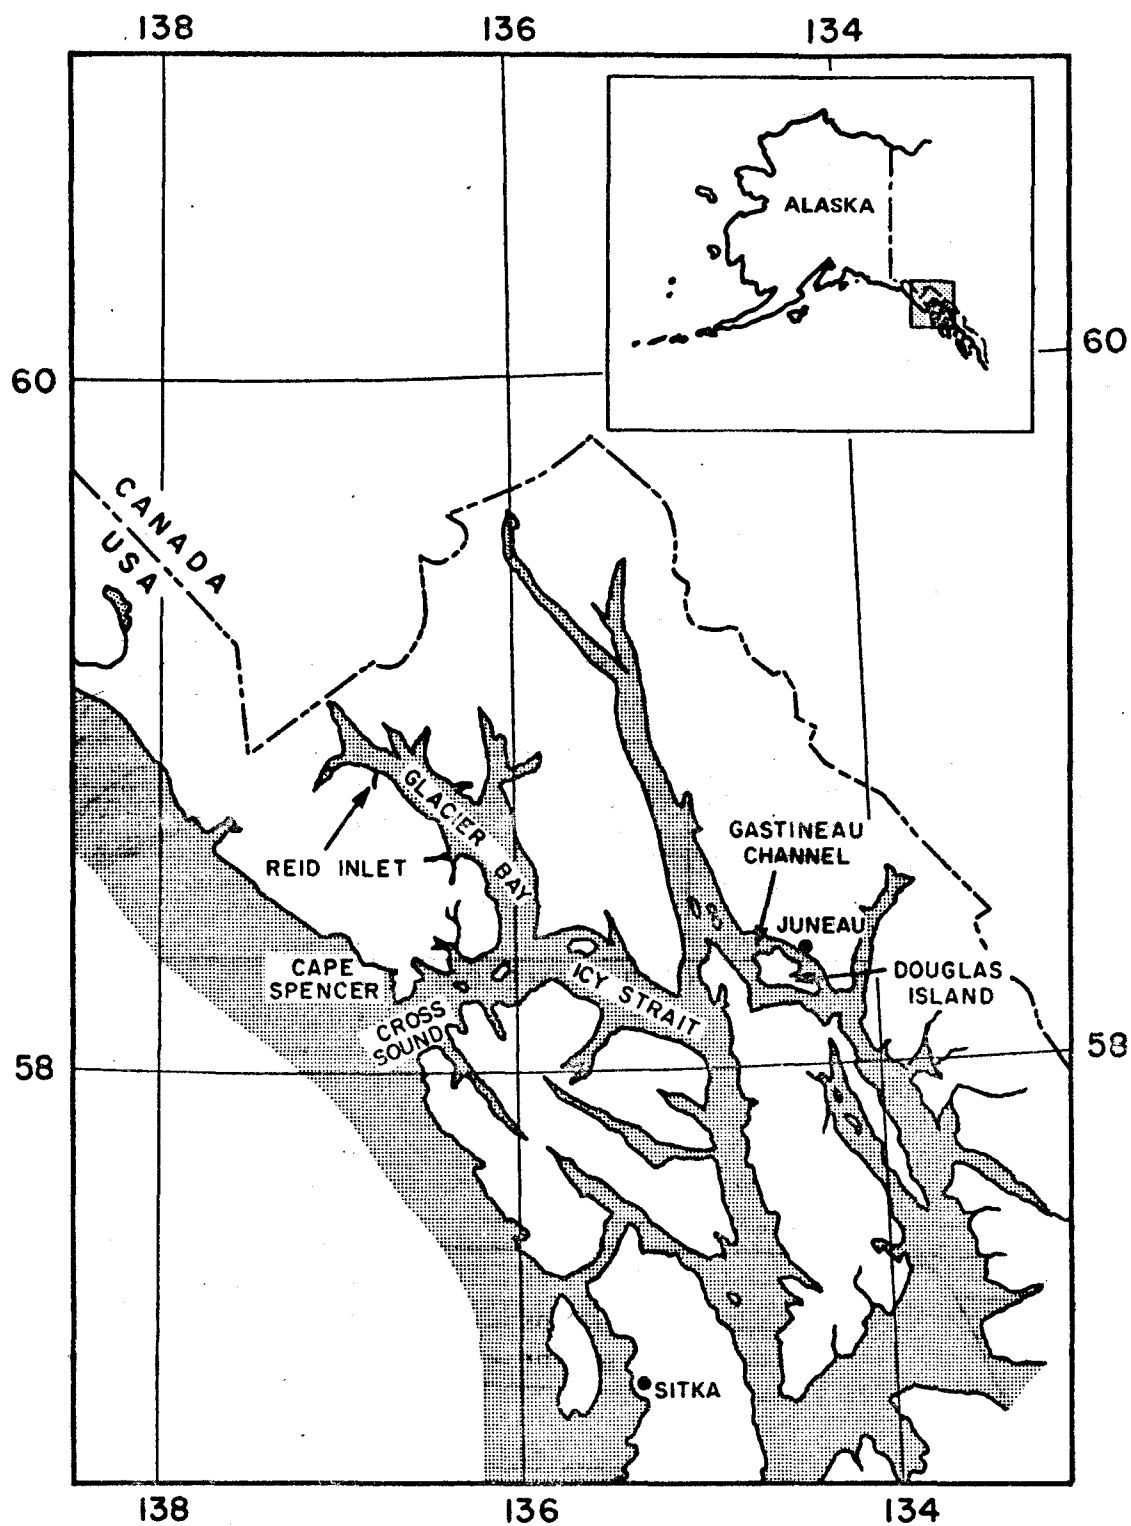 138
136
134
ALASKA
60
60
CANADA
USA
GLACIER BAY
REID INLET
GASTINEAU
CHANNEL
JUNEAU
CAPE
SPENCER
ICY STRAIT
DOUGLAS
ISLAND
CROSS
SOUND
58
58
SITKA
138
136
134